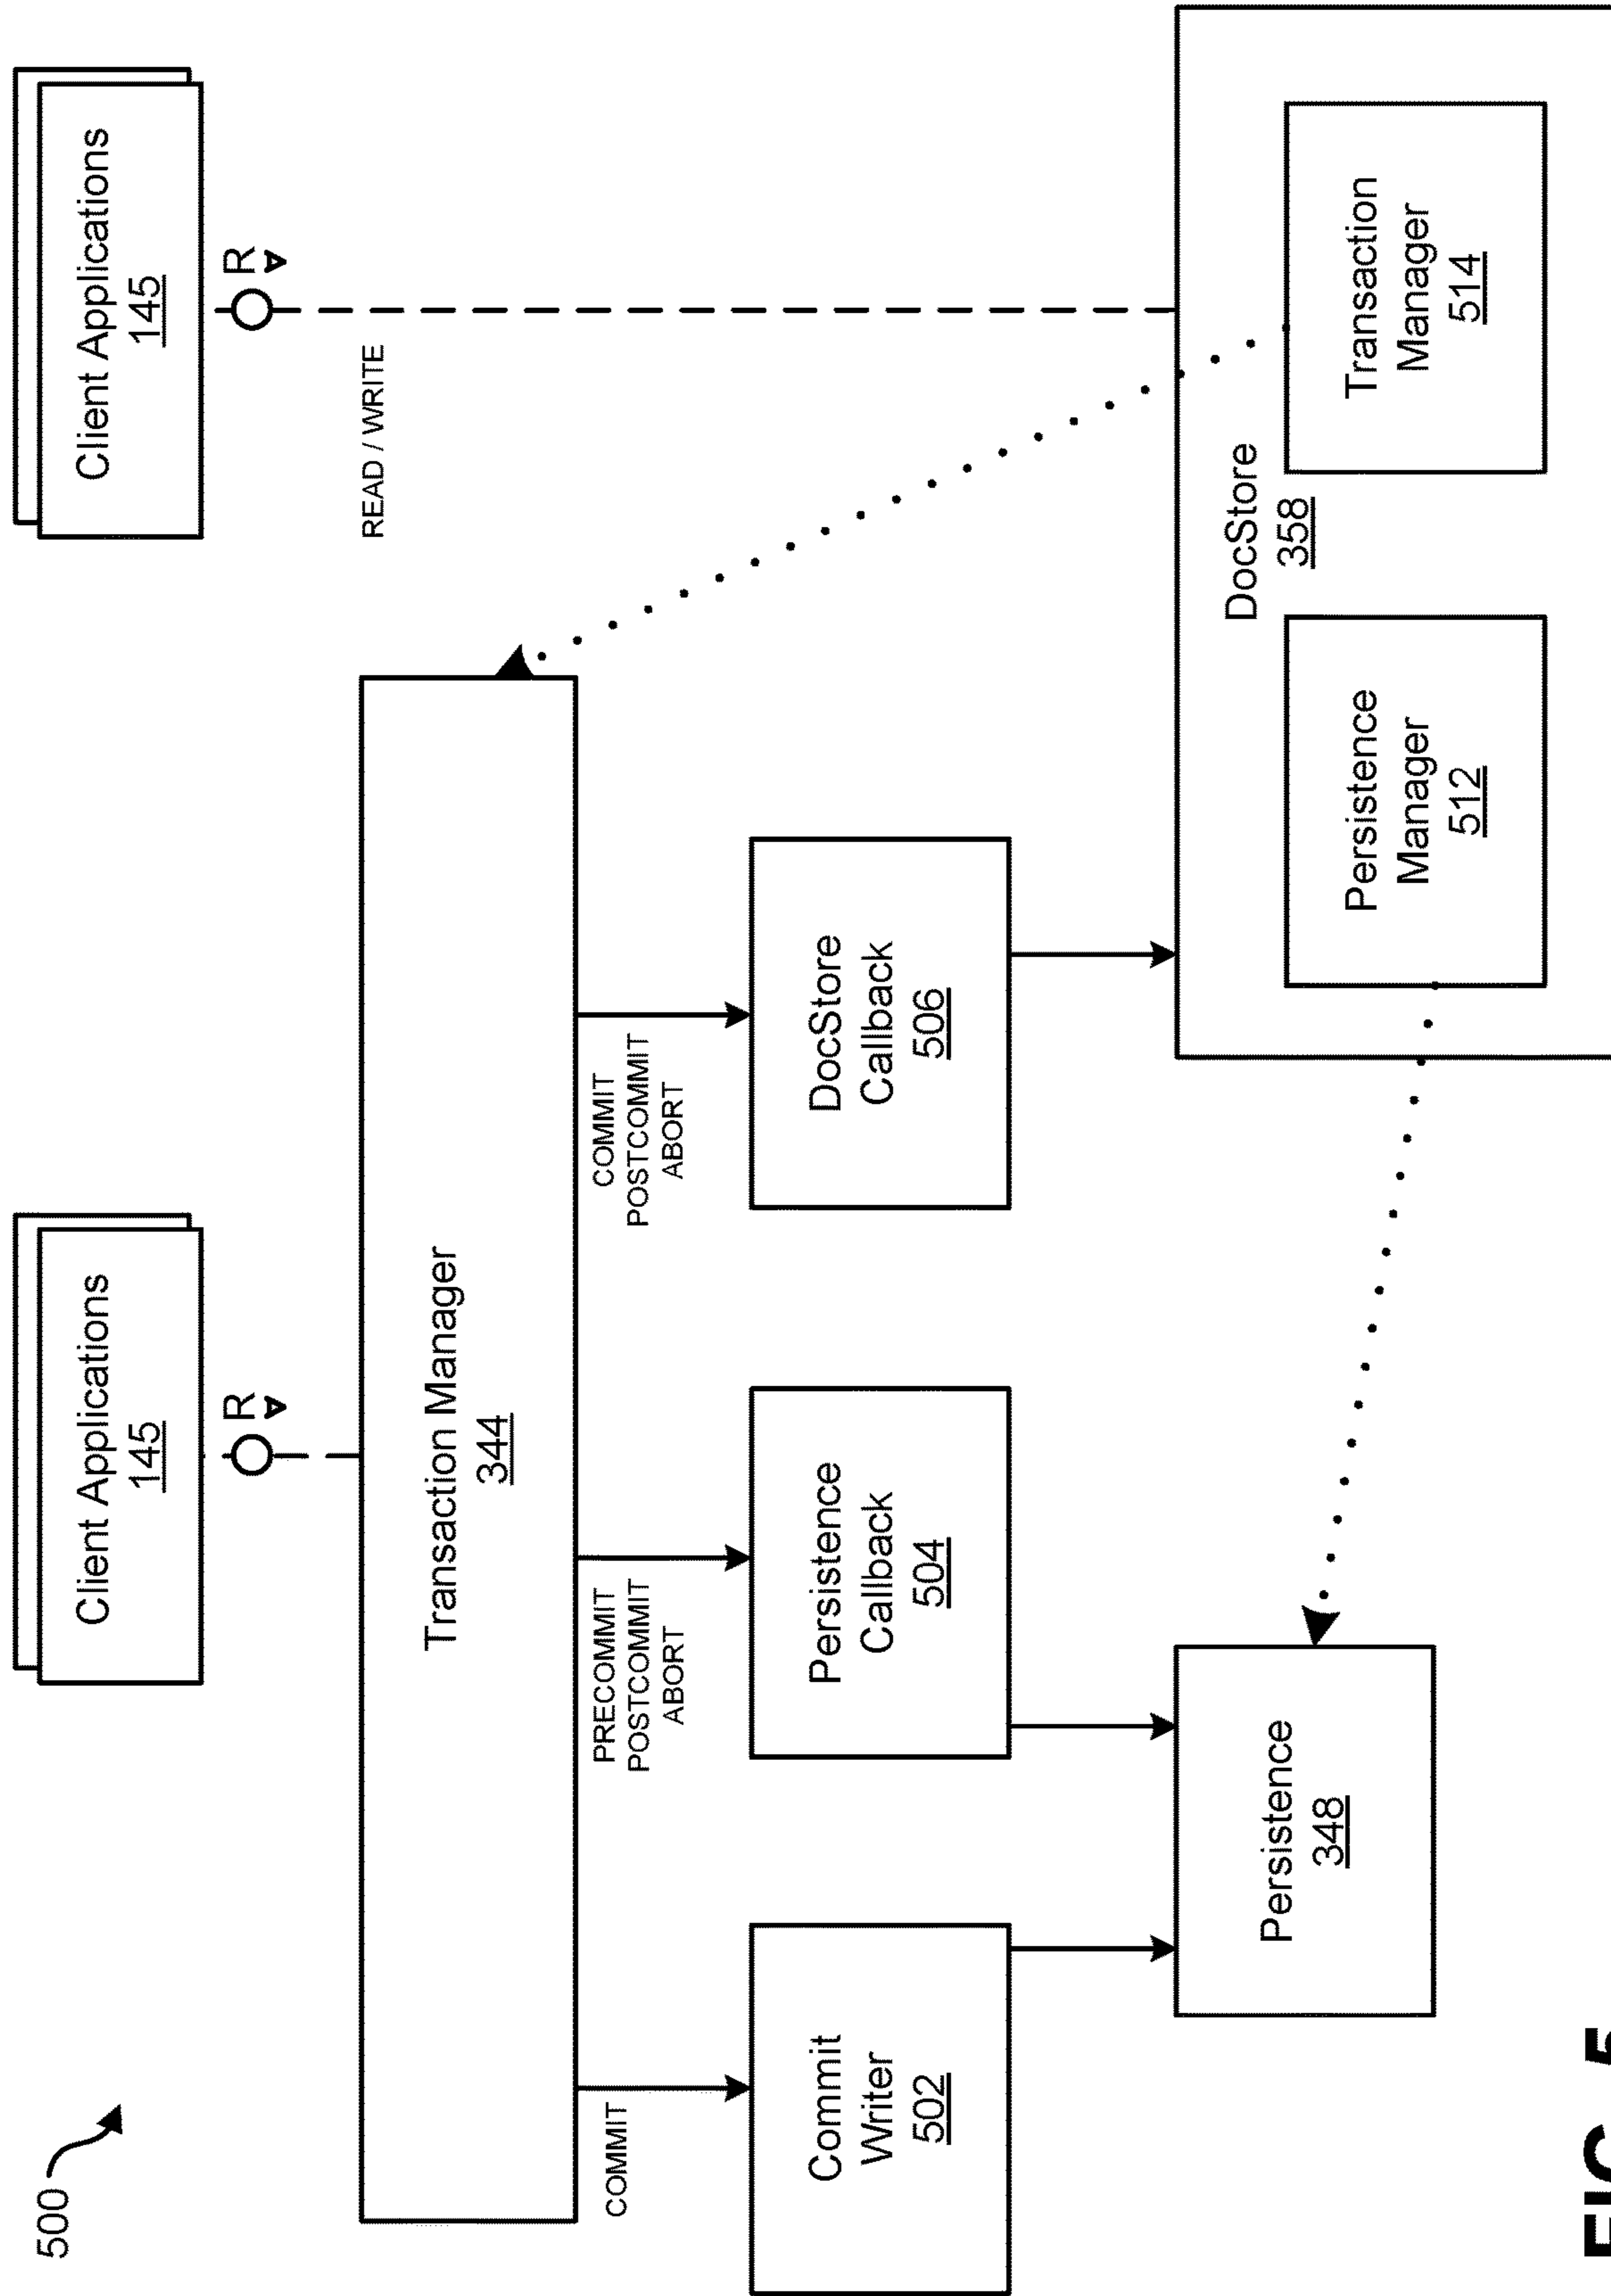 500
Client Applications
145
R
Client Applications
145
R
READ / WRITE
Transaction Manager
344
COMMIT
PRECOMMIT
POSTCOMMIT
ABORT
COMMIT
POSTCOMMIT
ABORT
Commit
Writer
502
Persistence
Callback
504
DocStore
Callback
506
Persistence
348
DocStore
358
Persistence
Manager
512
Transaction
Manager
514
FIG. 5